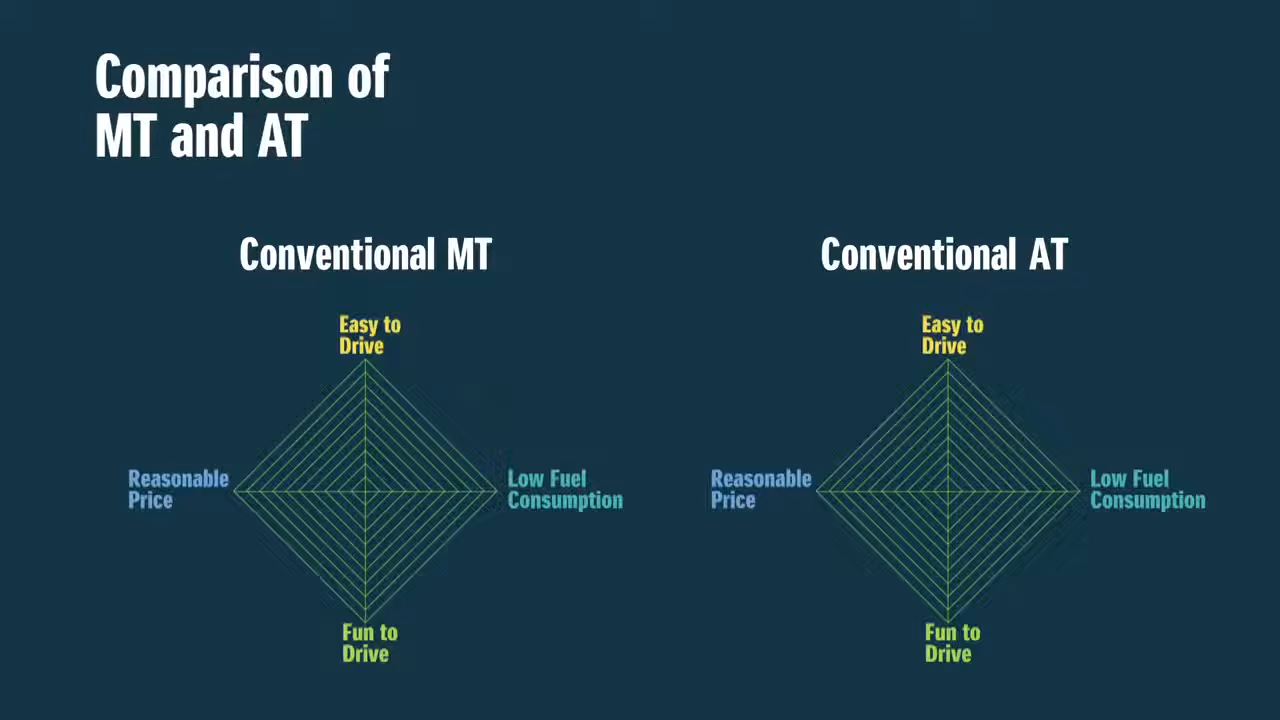 Comparison of
MT and AT
Conventional MT
Easy to
Drive
Reasonable
Price
Low Fuel
Consumption
Fun to
Drive
Conventional AT
Easy to
Drive
Reasonable
Price
Low Fuel
Consumption
Fun to
Drive